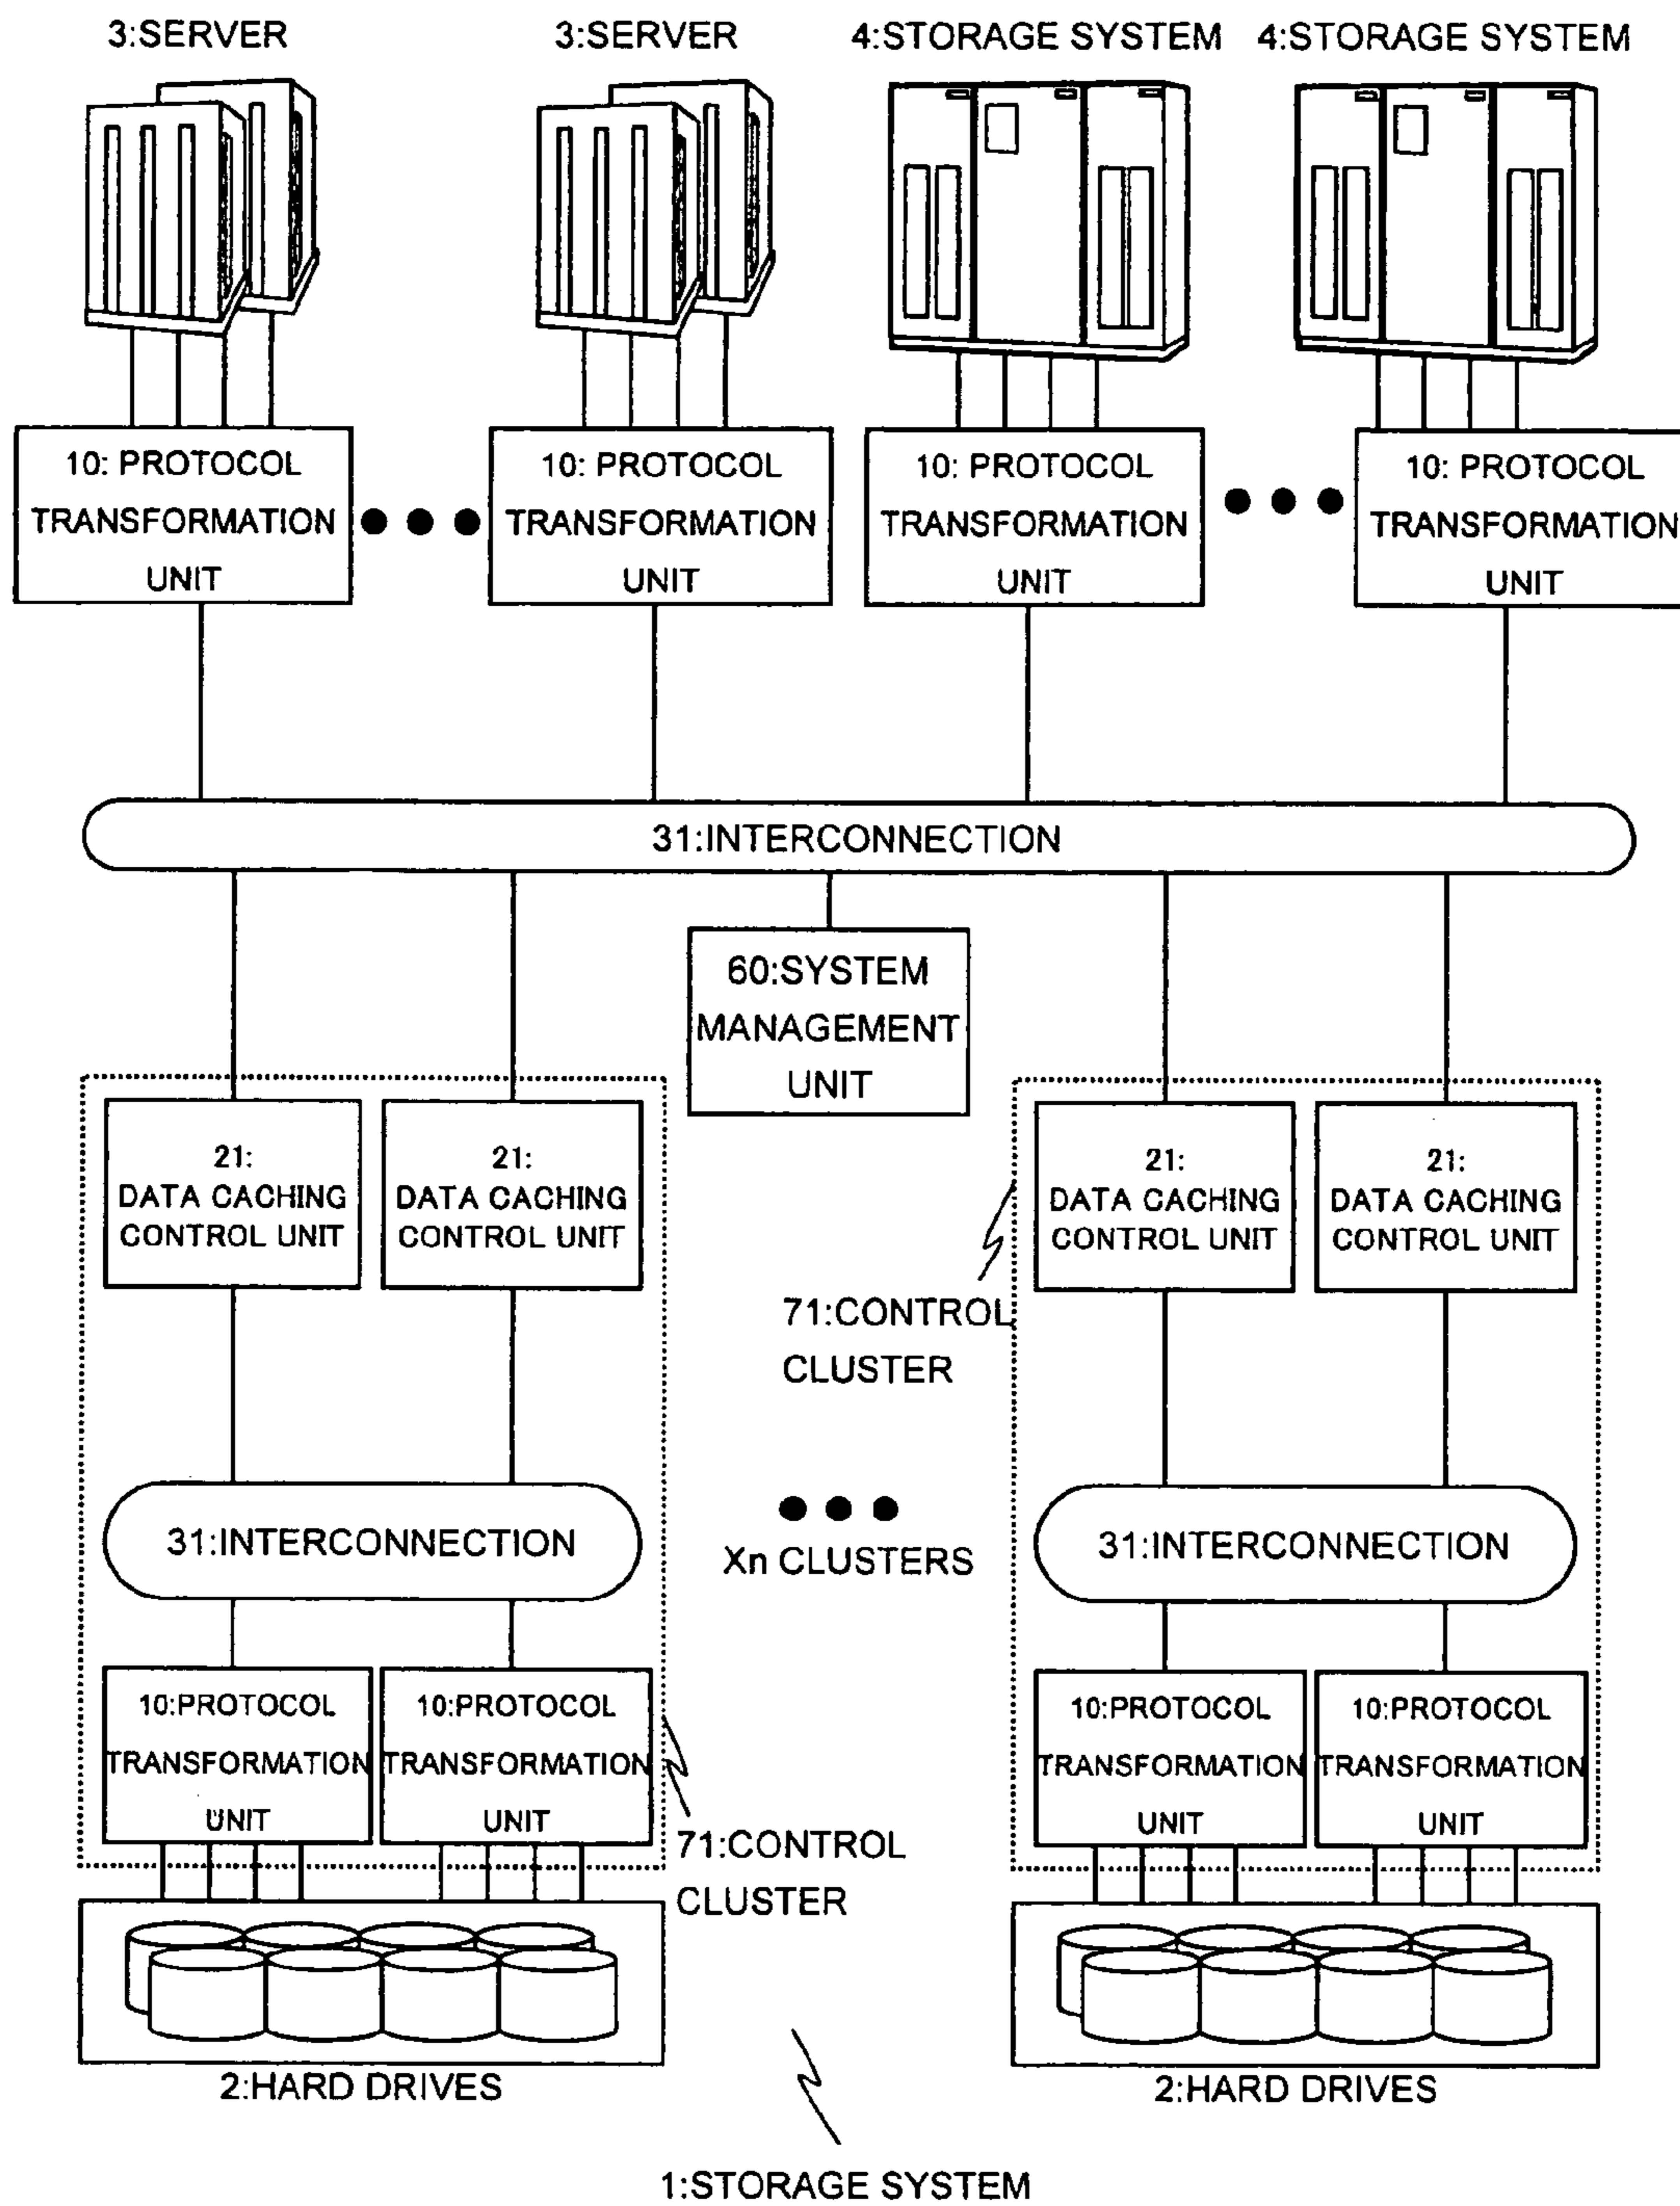 3:SERVER
3:SERVER
4:STORAGE SYSTEM
4:STORAGE SYSTEM
10: PROTOCOL
TRANSFORMATION
UNIT
10: PROTOCOL
TRANSFORMATION
UNIT
10: PROTOCOL
TRANSFORMATION
UNIT
10: PROTOCOL
TRANSFORMATION
UNIT
31:INTERCONNECTION
60:SYSTEM
MANAGEMENT
UNIT
21:
DATA CACHING
CONTROL UNIT
21:
DATA CACHING
CONTROL UNIT
21:
DATA CACHING
CONTROL UNIT
21:
DATA CACHING
CONTROL UNIT
71:CONTROL
CLUSTER
31:INTERCONNECTION
Xn CLUSTERS
31:INTERCONNECTION
10:PROTOCOL
TRANSFORMATION
UNIT
10:PROTOCOL
TRANSFORMATION
UNIT
10:PROTOCOL
TRANSFORMATION
UNIT
10:PROTOCOL
TRANSFORMATION
UNIT
71:CONTROL
CLUSTER
2:HARD DRIVES
2:HARD DRIVES
1:STORAGE SYSTEM